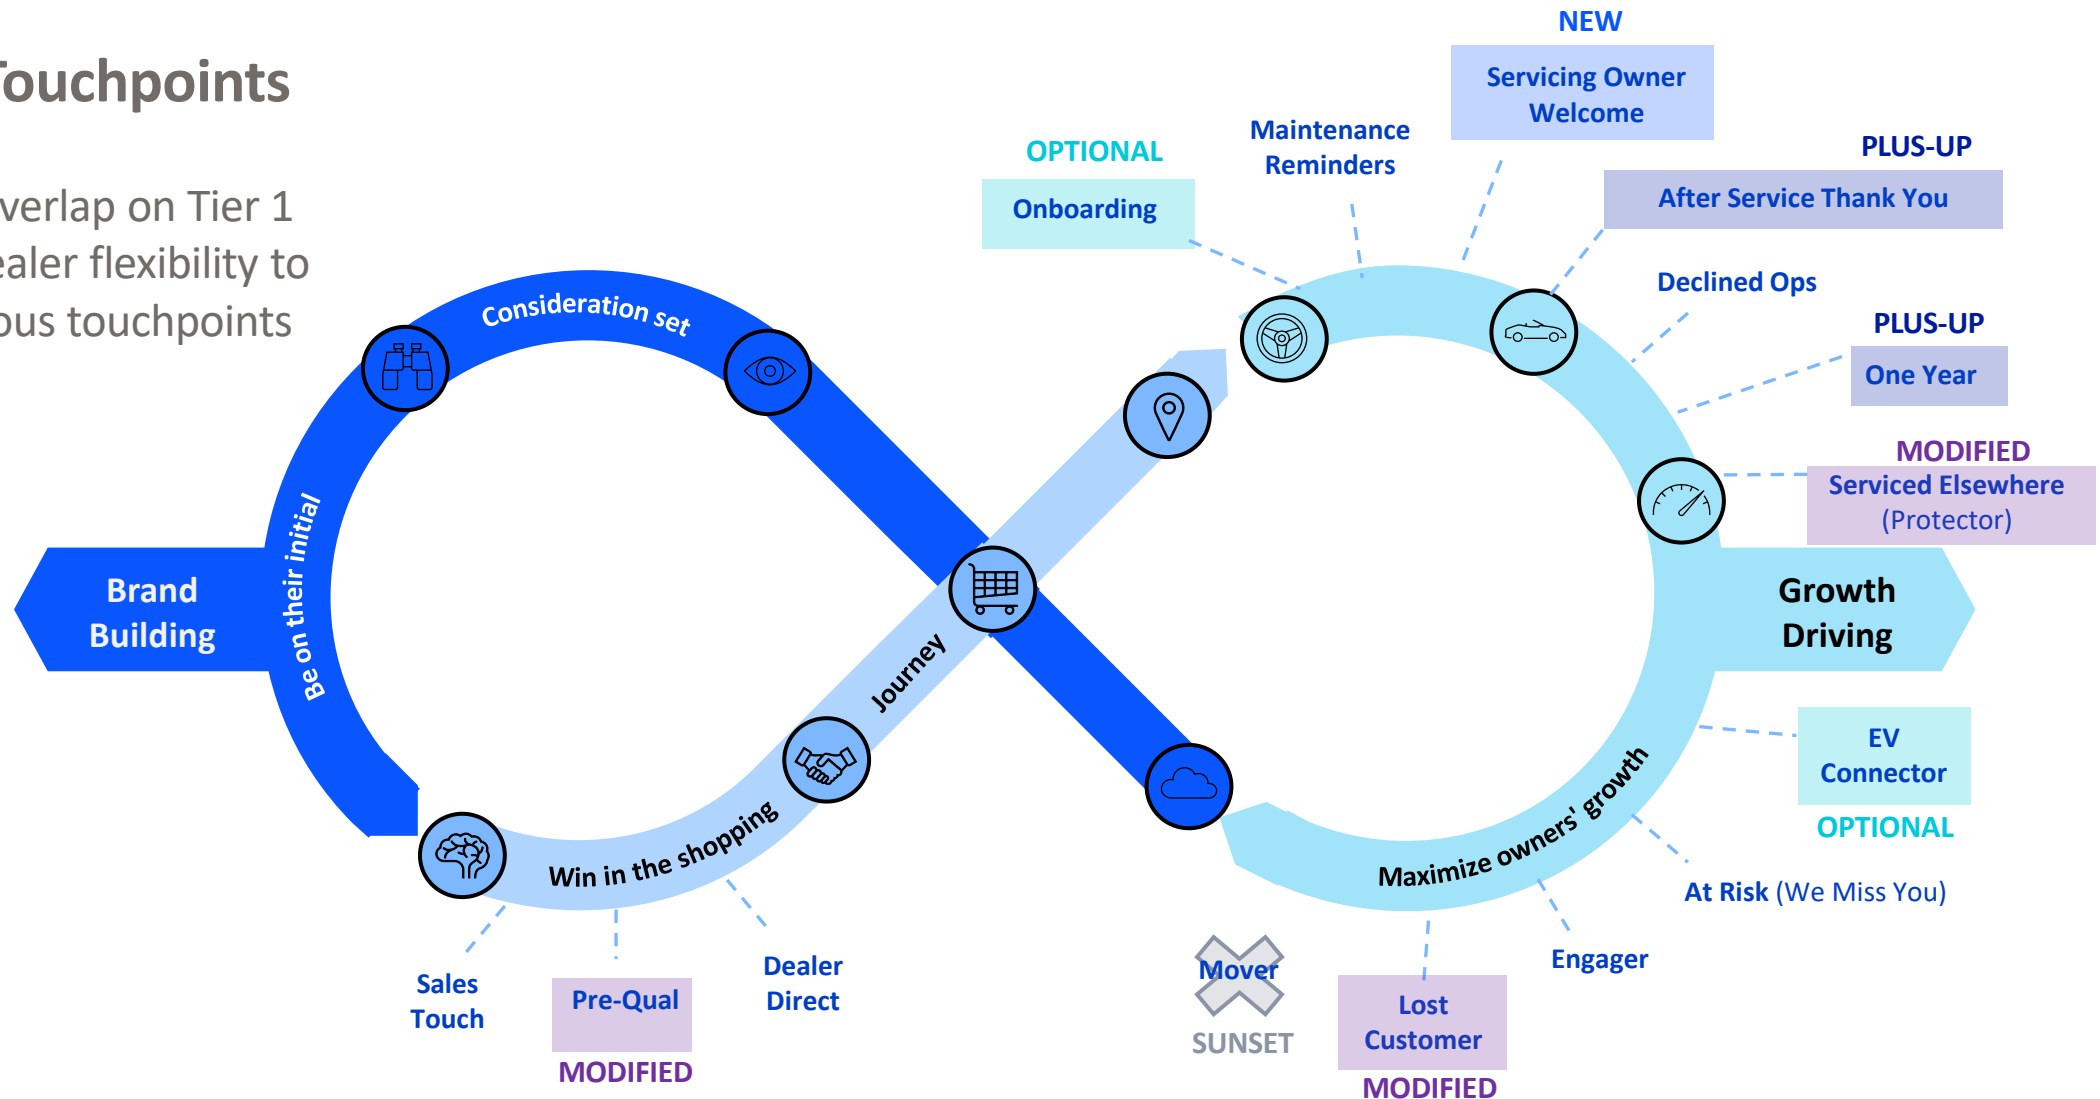 Touchpoints
verlap on Tier 1
ealer flexibility to
ous touchpoints
NEW
Servicing Owner
Welcome
Maintenance
Reminders
OPTIONAL
Onboarding
PLUS-UP
After Service Thank You
Declined Ops
PLUS-UP
One Year
MODIFIED
Serviced Elsewhere
(Protector)
Be on their initial
Consideration set
Brand
Building
Growth
Driving
Win in the shopping
Journey
Maximize owners' growth
EV
Connector
OPTIONAL
At Risk (We Miss You)
Engager
Sales
Touch
Pre-Qual
MODIFIED
Dealer
Direct
Mover
SUNSET
Lost
Customer
MODIFIED